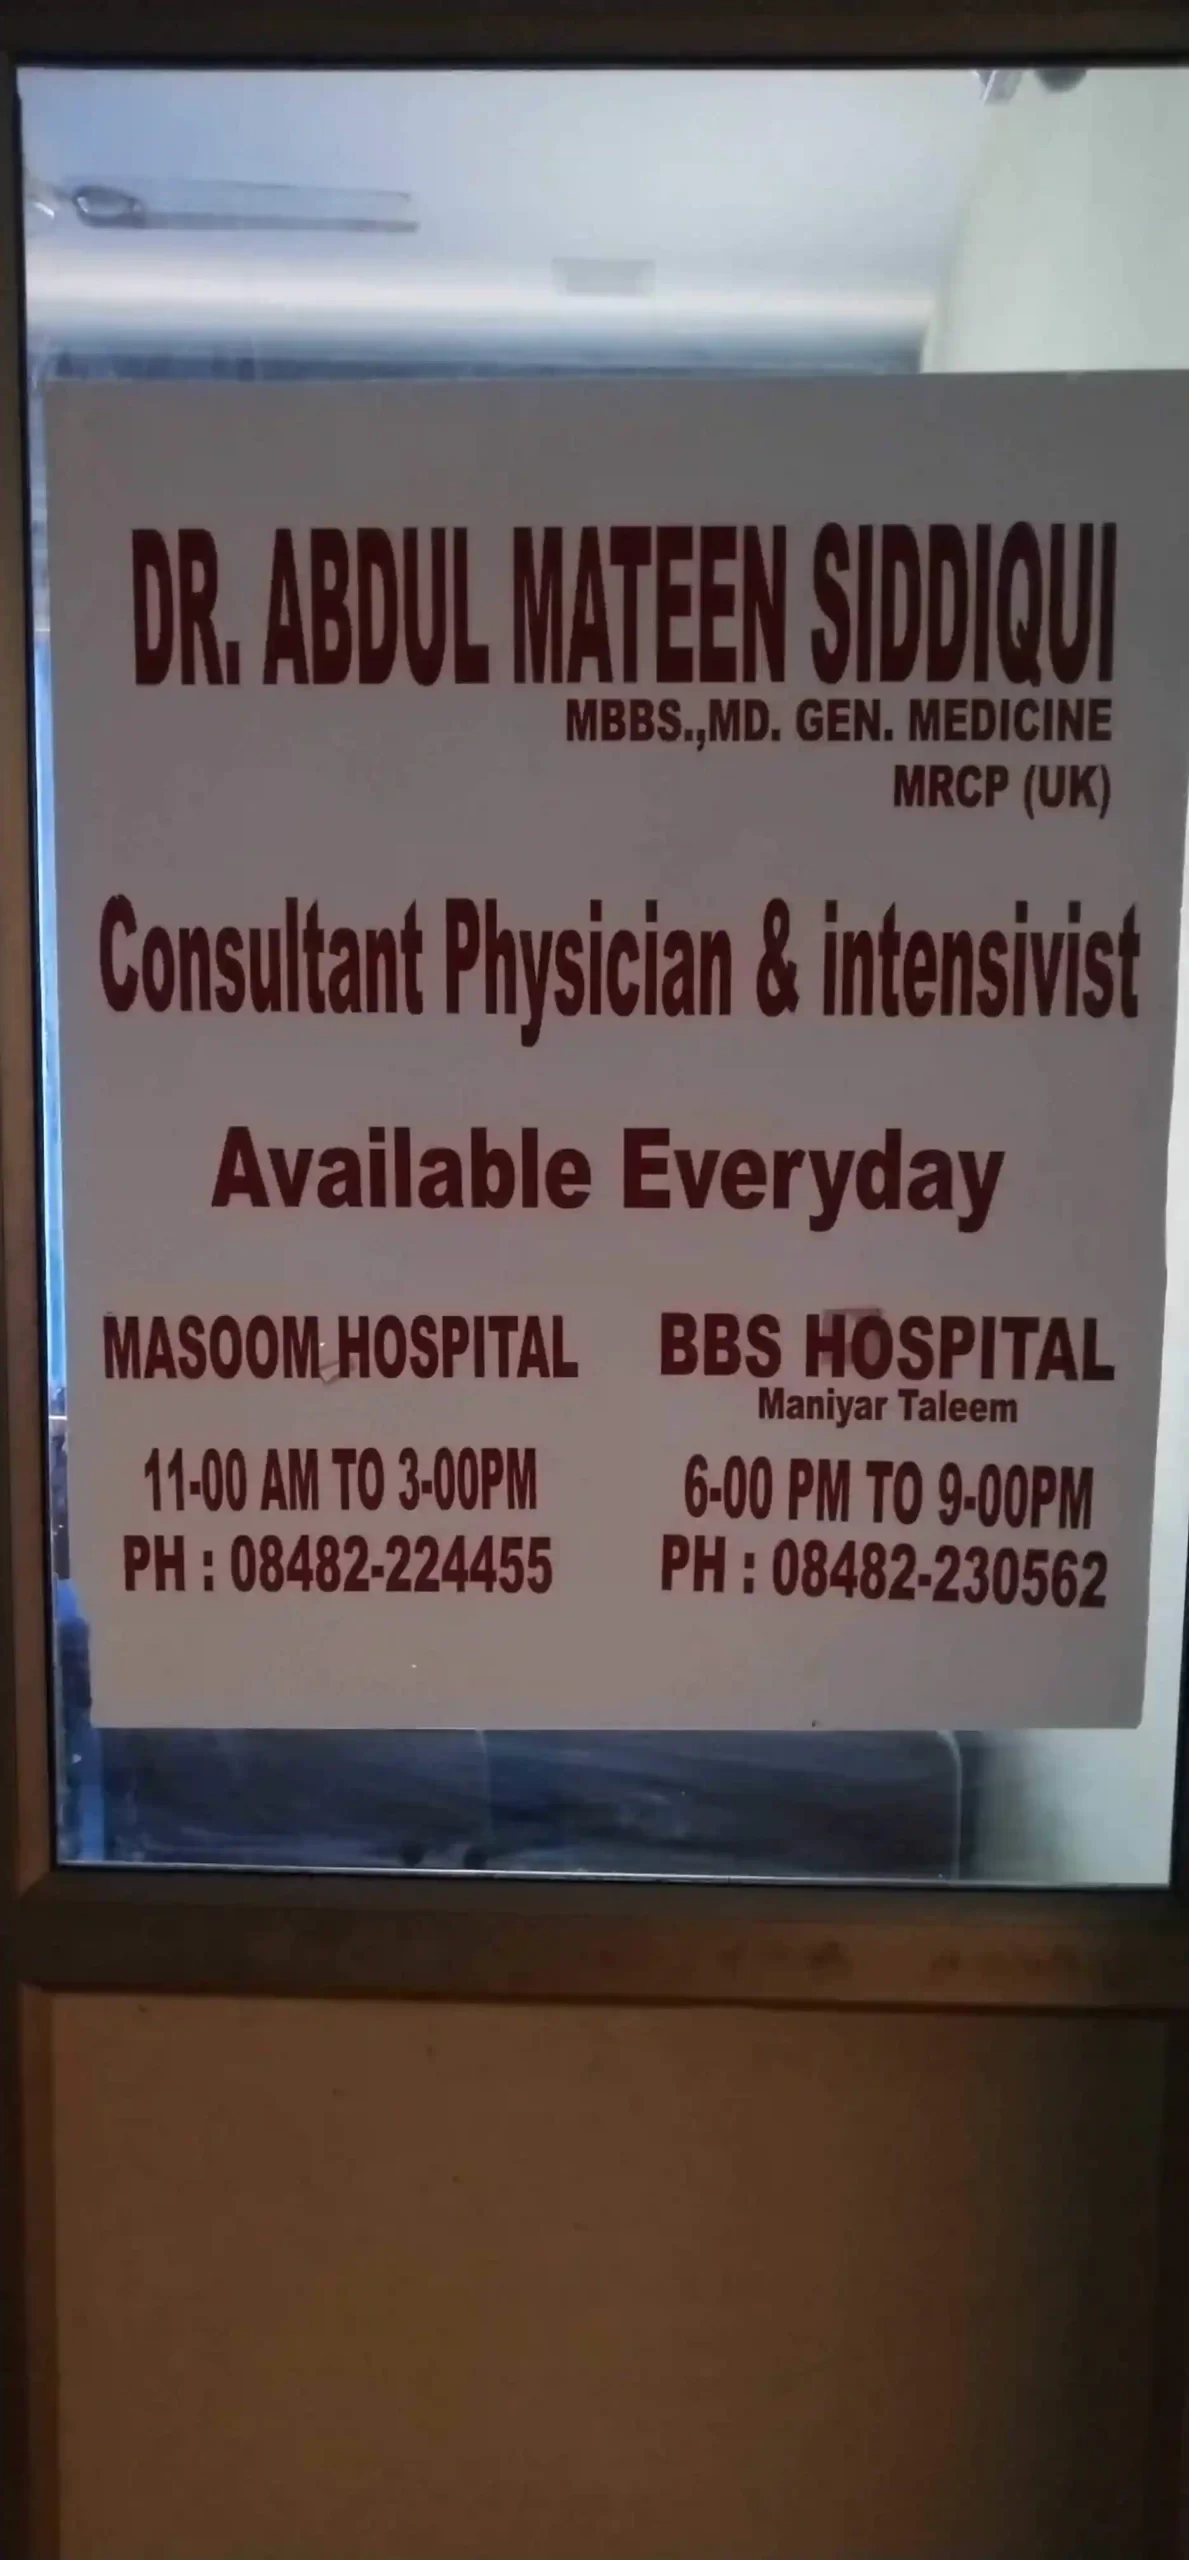 DR. ABDUL MATEEN SIDDIQUI
MBBS.,MD. GEN. MEDICINE
MRCP (UK)
Consultant Physician & intensivist
Available Everyday
MASOOM HOSPITAL
11-00 AM TO 3-00PM
PH : 08482-224455
BBS HOSPITAL
Maniyar Taleem
6-00 PM TO 9-00PM
PH : 08482-230562